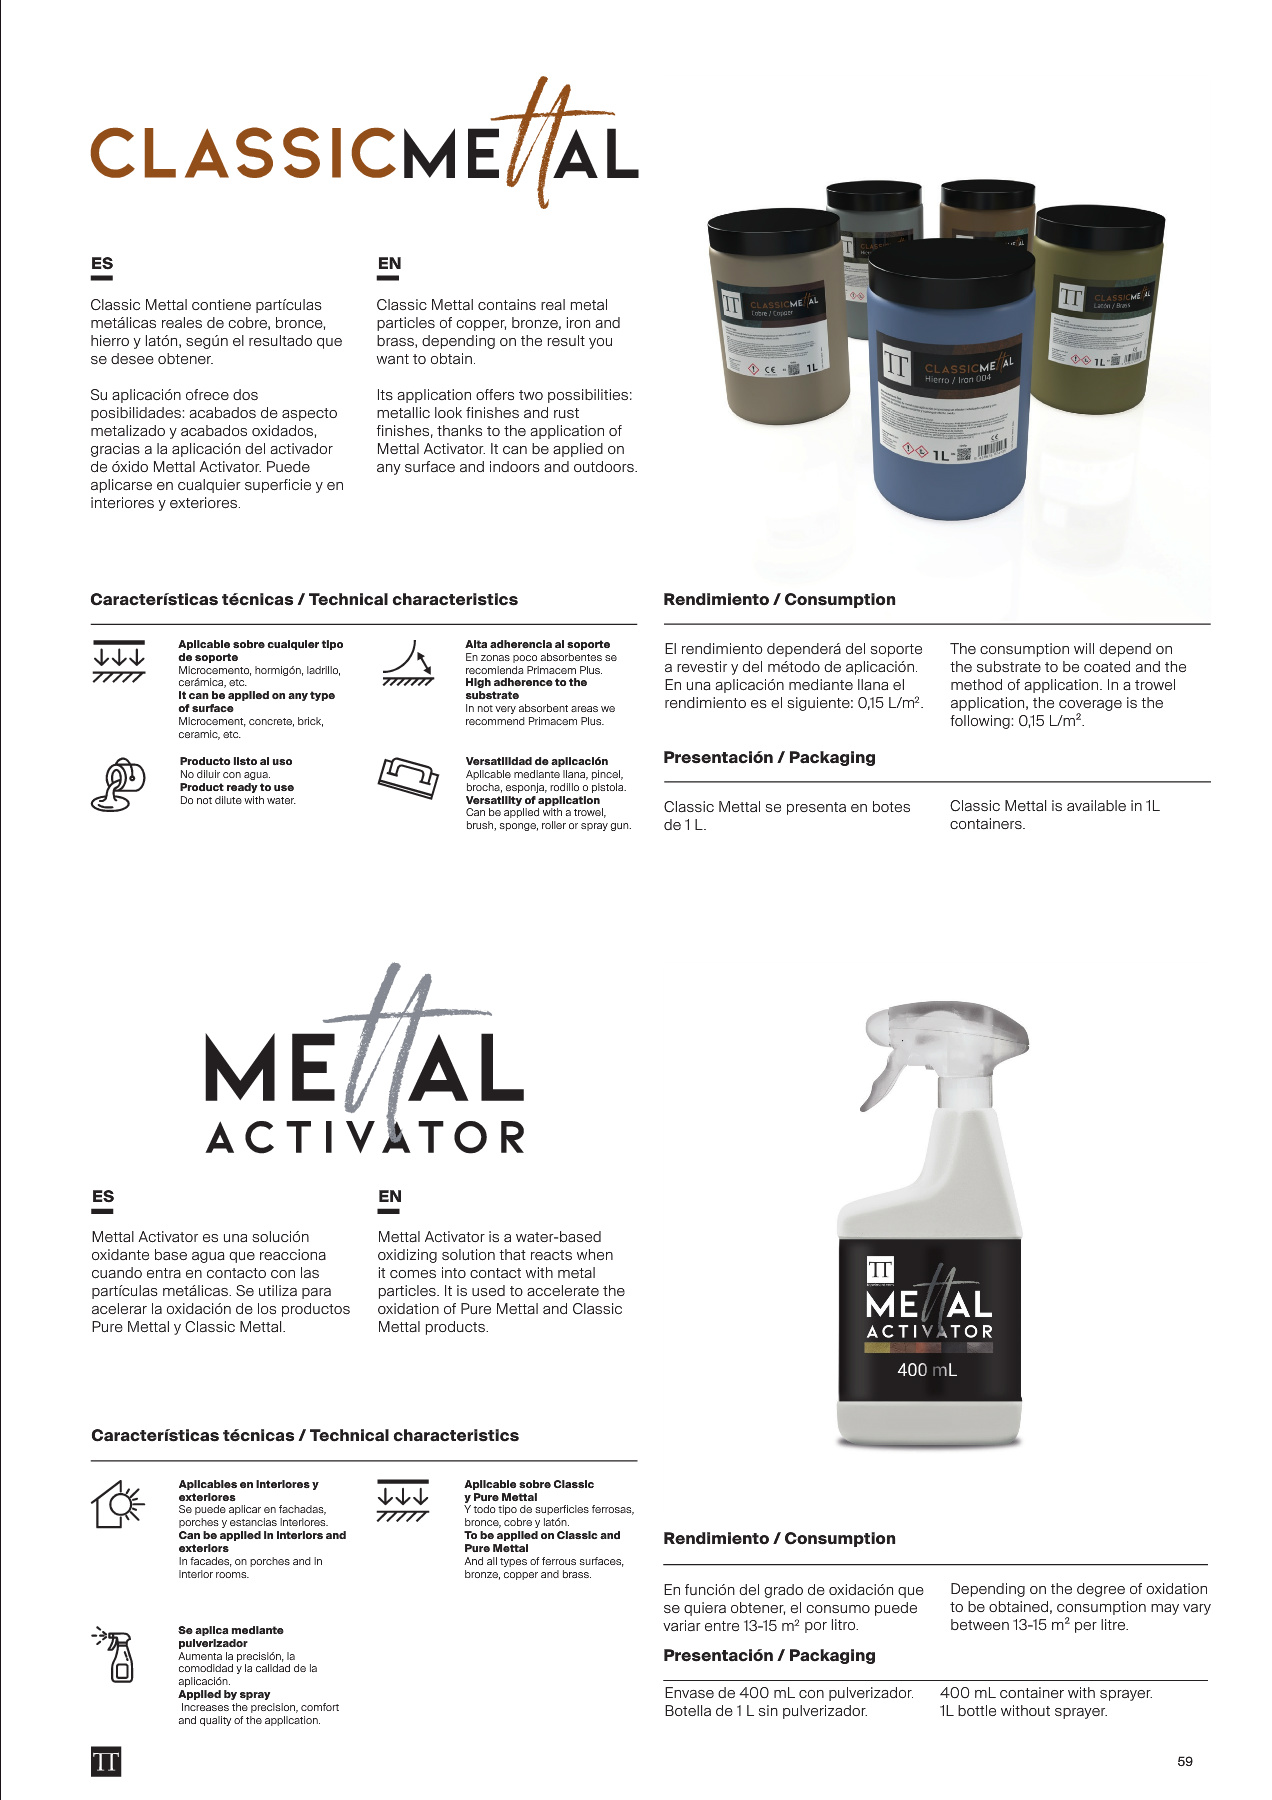 CLASSICMETTAL
ES
Classic Mettal contiene partículas
metálicas reales de cobre, bronce,
hierro y latón, según el resultado que
se desee obtener.
Su aplicación ofrece dos
posibilidades: acabados de aspecto
metalizado y acabados oxidados,
gracias a la aplicación del activador
de óxido Mettal Activator. Puede
aplicarse en cualquier superficie y en
interiores y exteriores.
EN
Classic Mettal contains real metal
particles of copper, bronze, iron and
brass, depending on the result you
want to obtain.
Its application offers two possibilities:
metallic look finishes and rust
finishes, thanks to the application of
Mettal Activator. It can be applied on
any surface and indoors and outdoors.
TT
CLASSICMETTAL
Cobre / Copper
CE
1L
TT
CLASSICMETTAL
Hierro / Iron 004
1L
CE
TT
CLASSICMETTAL
Latón / Brass
1L
Características técnicas / Technical characteristics
Aplicable sobre cualquier tipo
de soporte
Microcemento, hormigón, ladrillo,
cerámica, etc.
It can be applied on any type
of surface
Microcement, concrete, brick,
ceramic, etc.
Alta adherencia al soporte
En zonas poco absorbentes se
recomienda Primacem Plus.
High adherence to the
substrate
In not very absorbent areas we
recommend Primacem Plus.
Producto listo al uso
No diluir con agua.
Product ready to use
Do not dilute with water.
Versatilidad de aplicación
Aplicable mediante llana, pincel,
brocha, esponja, rodillo o pistola.
Versatility of application
Can be applied with a trowel,
brush, sponge, roller or spray gun.
Rendimiento / Consumption
El rendimiento dependerá del soporte
a revestir y del método de aplicación.
En una aplicación mediante llana el
rendimiento es el siguiente: 0,15 L/m².
The consumption will depend on
the substrate to be coated and the
method of application. In a trowel
application, the coverage is the
following: 0,15 L/m².
Presentación / Packaging
Classic Mettal se presenta en botes
de 1 L.
Classic Mettal is available in 1L
containers.
METTAL
ACTIVATOR
ES
Mettal Activator es una solución
oxidante base agua que reacciona
cuando entra en contacto con las
partículas metálicas. Se utiliza para
acelerar la oxidación de los productos
Pure Mettal y Classic Mettal.
EN
Mettal Activator is a water-based
oxidizing solution that reacts when
it comes into contact with metal
particles. It is used to accelerate the
oxidation of Pure Mettal and Classic
Mettal products.
TT
METTAL
ACTIVATOR
400 mL
Características técnicas / Technical characteristics
Aplicables en interiores y
exteriores
Se puede aplicar en fachadas,
porches y estancias interiores.
Can be applied in interiors and
exteriors
In facades, on porches and in
interior rooms.
Aplicable sobre Classic
y Pure Mettal
Y todo tipo de superficies ferrosas,
bronce, cobre y latón.
To be applied on Classic and
Pure Mettal
And all types of ferrous surfaces,
bronze, copper and brass.
Se aplica mediante
pulverizador
Aumenta la precisión, la
comodidad y la calidad de la
aplicación.
Applied by spray
Increases the precision, comfort
and quality of the application.
Rendimiento / Consumption
En función del grado de oxidación que
se quiera obtener, el consumo puede
variar entre 13-15 m² por litro.
Depending on the degree of oxidation
to be obtained, consumption may vary
between 13-15 m² per litre.
Presentación / Packaging
Envase de 400 mL con pulverizador.
Botella de 1 L sin pulverizador.
400 mL container with sprayer.
1L bottle without sprayer.
TT
59